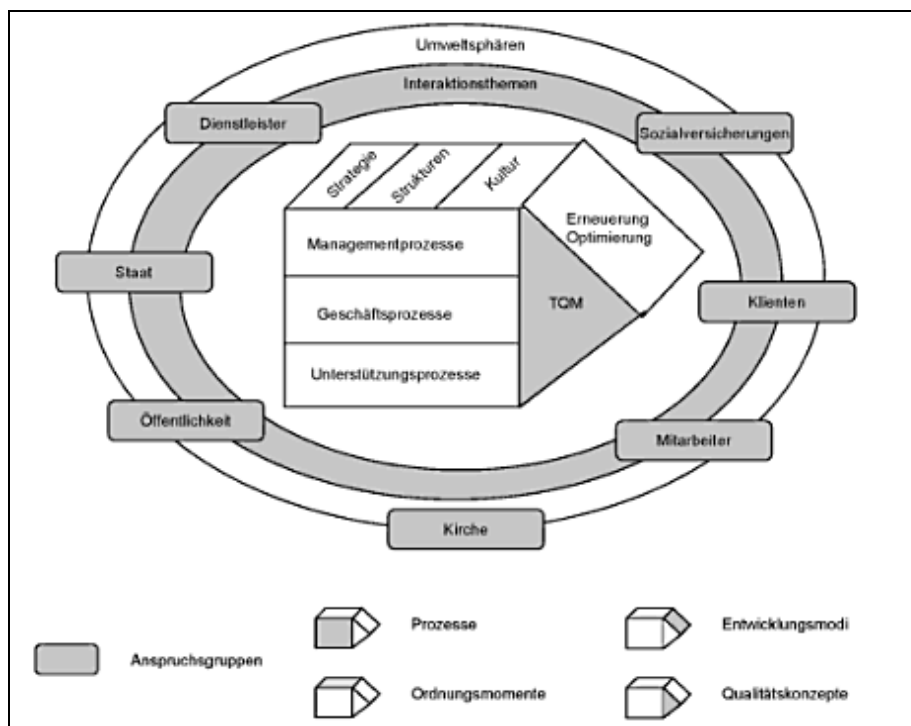 Umweltsphären
Interaktionsthemen
Dienstleister
Sozialversicherungen
Strategie
Strukturen
Kultur
Erneuerung
Optimierung
Managementprozesse
Staat
TQM
Klienten
Geschäftsprozesse
Unterstützungsprozesse
Öffentlichkeit
Mitarbeiler
Kirche
Prozesse
Entwicklungsmodi
Anspruchsgruppen
Ordnungsmomente
Qualitätskonzepte